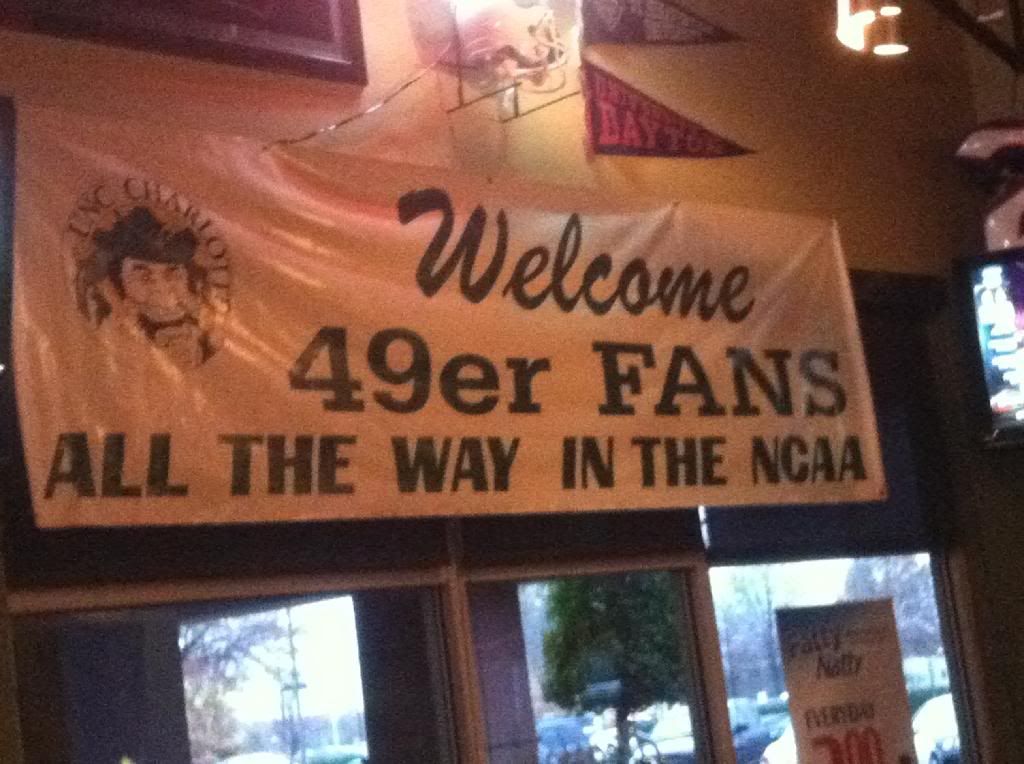 DAYTON
UNC CHARLOTTE
Welcome
49er FANS
ALL THE WAY IN THE NCAA
Natty
EVERYDAY